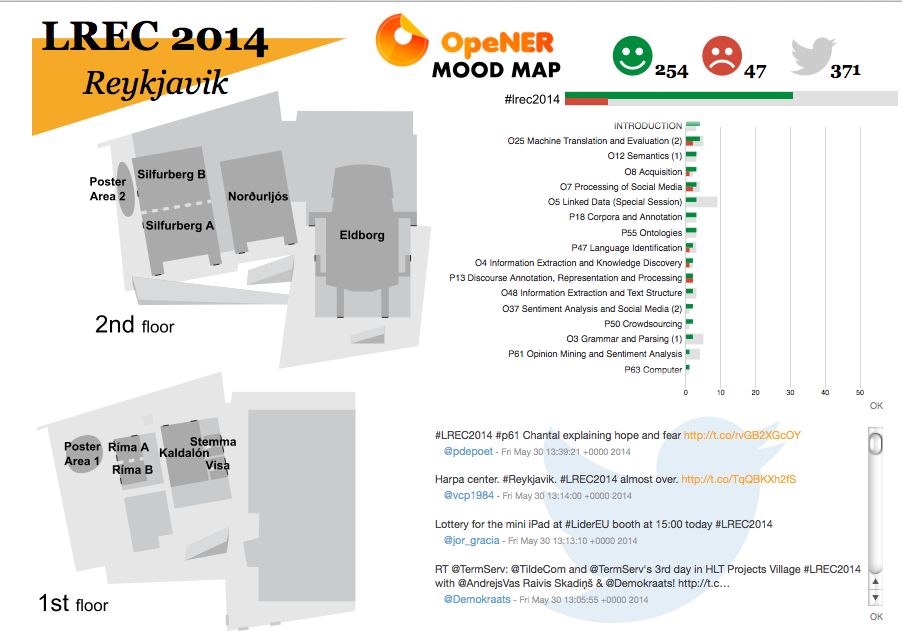 LREC 2014
Reykjavik
OpeNER
MOOD MAP
254
47
371
#lrec2014
Poster
Area 2
Silfurberg B
Silfurberg A
Norðurljós
Eldborg
2nd floor
INTRODUCTION
O25 Machine Translation and Evaluation (2)
O12 Semantics (1)
O8 Acquisition
O7 Processing of Social Media
O5 Linked Data (Special Session)
P18 Corpora and Annotation
P55 Ontologies
P47 Language Identification
O4 Information Extraction and Knowledge Discovery
P13 Discourse Annotation, Representation and Processing
O48 Information Extraction and Text Structure
O37 Sentiment Analysis and Social Media (2)
P50 Crowdsourcing
O3 Grammar and Parsing (1)
P61 Opinion Mining and Sentiment Analysis
P63 Computer
0 10 20 30 40 50
OK
Poster
Area 1
Ríma A
Ríma B
Kaldalón
Stemma
Visa
1st floor
#LREC2014 #p61 Chantal explaining hope and fear http://t.co/rvGB2XGcOY
@pdepoet - Fri May 30 13:39:21 +0000 2014
Harpa center. #Reykjavik. #LREC2014 almost over. http://t.co/TqQBKXh2fS
@vcp1984 - Fri May 30 13:14:00 +0000 2014
Lottery for the mini iPad at #LiderEU booth at 15:00 today #LREC2014
@jor_gracia - Fri May 30 13:13:10 +0000 2014
RT @TermServ: @TildeCom and @TermServ's 3rd day in HLT Projects Village #LREC2014
with @AndrejsVas Raivis Skadiņš & @Demokraats! http://t.c…
@Demokraats - Fri May 30 13:05:55 +0000 2014
OK